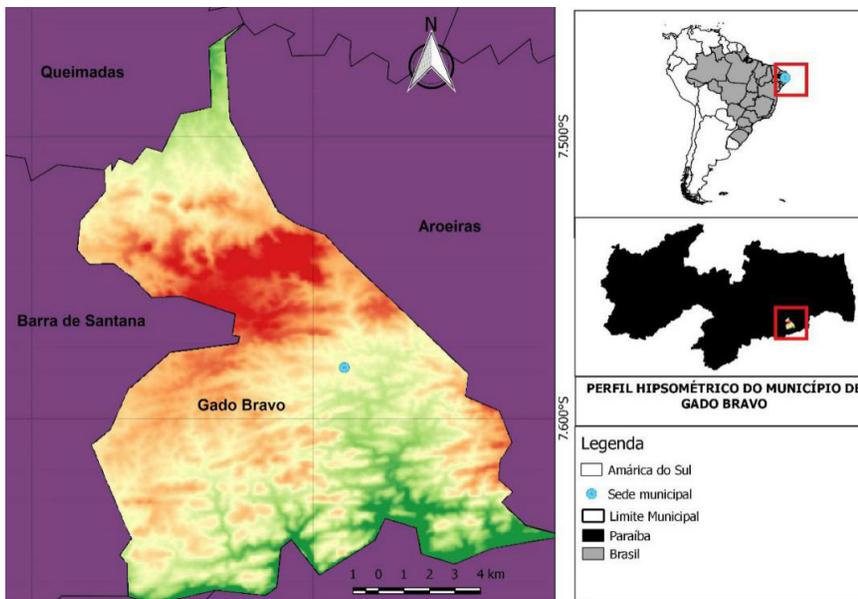 Queimadas
N
Aroeiras
Barra de Santana
Gado Bravo
7.500°S
7.600°S
1 0 1 2 3 4 km
PERFIL HIPSOMÉTRICO DO MUNICÍPIO DE
GADO BRAVO
Legenda
Amárica do Sul
Sede municipal
Limite Municipal
Paraíba
Brasil